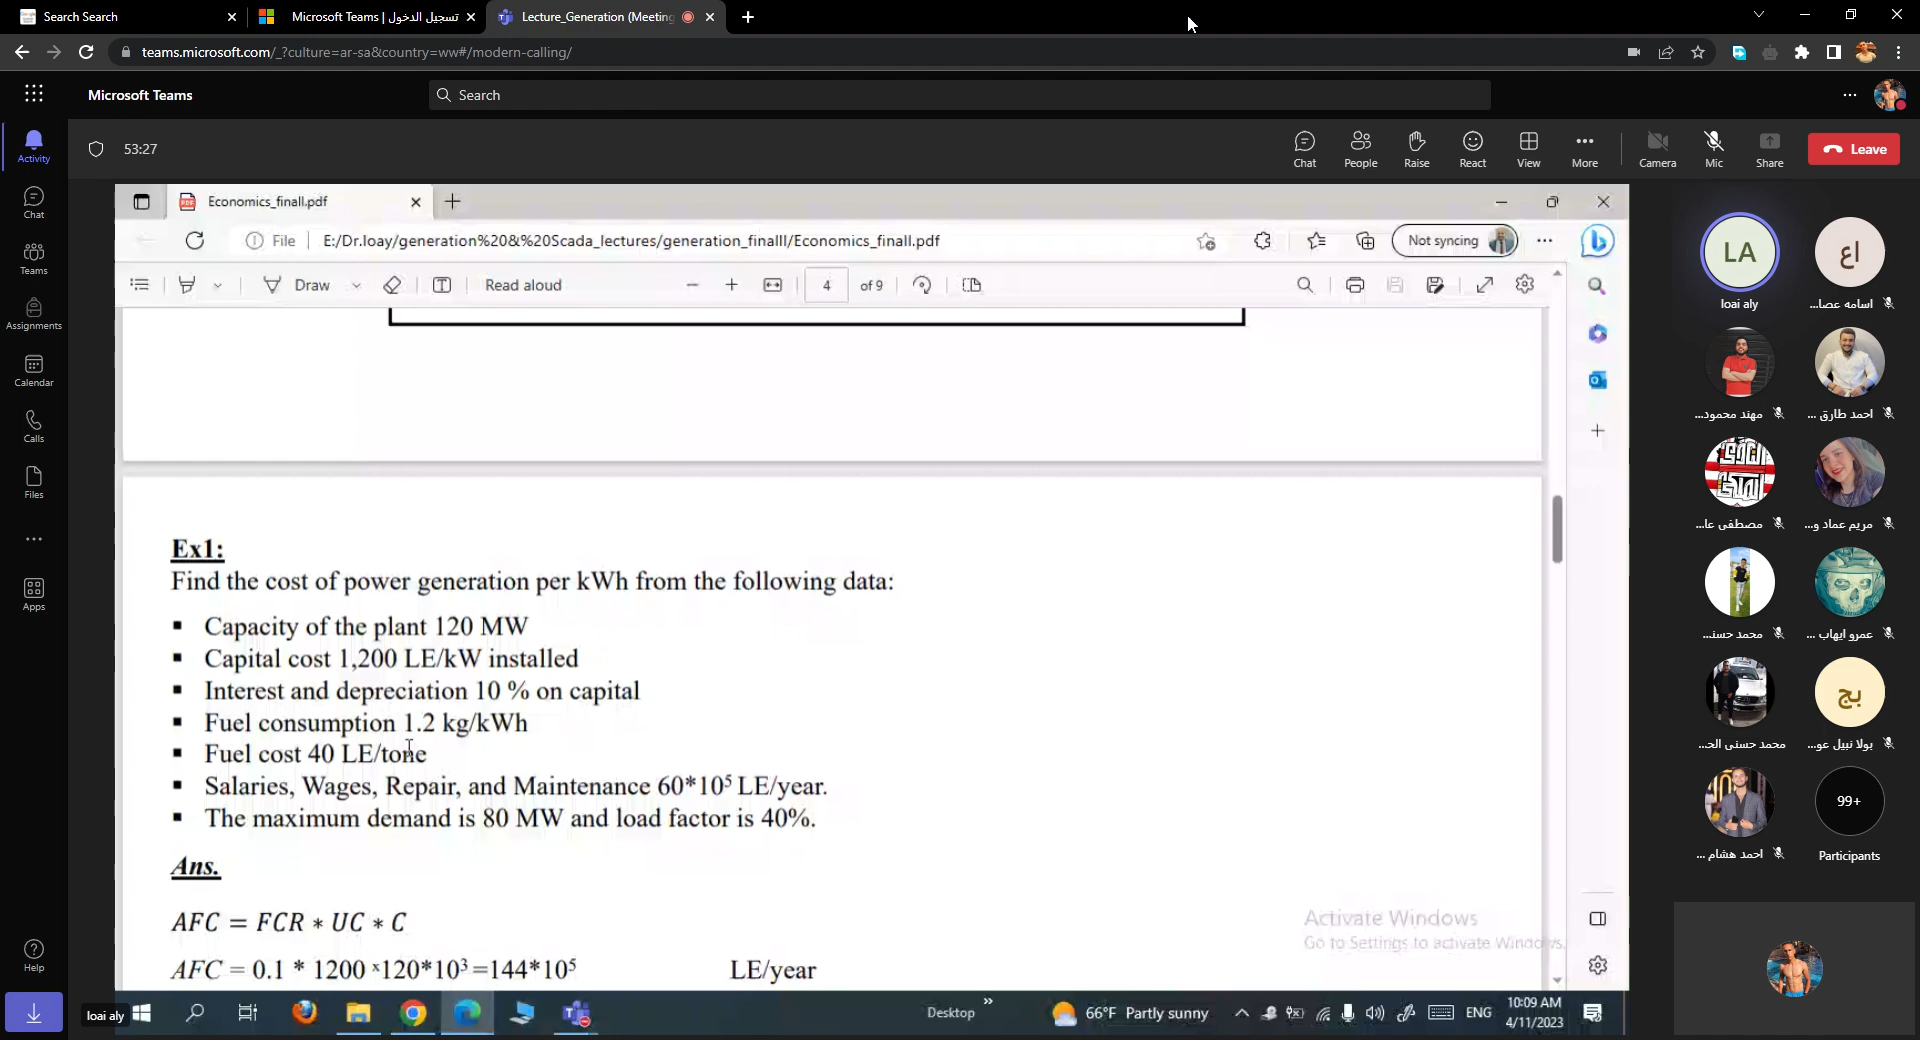 Search Search
Microsoft Teams | تسجيل الدخول
Lecture_Generation (Meeting
teams.microsoft.com/_?culture=ar-sa&country=ww#/modern-calling/
Microsoft Teams
Search
53:27
Chat
People
Raise
React
View
More
Camera
Mic
Share
Leave
Activity
Chat
Teams
Assignments
Calendar
Calls
Files
Apps
Help
Economics_finall.pdf
File
E:/Dr.loay/generation%20&%20Scada_lectures/generation_finalll/Economics_finall.pdf
Not syncing
Draw
Read aloud
4 of 9
Ex1:
Find the cost of power generation per kWh from the following data:
▪ Capacity of the plant 120 MW
▪ Capital cost 1,200 LE/kW installed
▪ Interest and depreciation 10 % on capital
▪ Fuel consumption 1.2 kg/kWh
▪ Fuel cost 40 LE/tone
▪ Salaries, Wages, Repair, and Maintenance 60*10⁵ LE/year.
▪ The maximum demand is 80 MW and load factor is 40%.
Ans.
AFC = FCR * UC * C
AFC = 0.1 * 1200 ×120*10³=144*10⁵ LE/year
Activate Windows
Go to Settings to activate Windows.
LA
اع
loai aly
اسامه عصا...
مهند محمود...
احمد طارق ...
مصطفى عا...
مريم عماد و...
محمد حسنـ...
عمرو ايهاب ...
بج
محمد حسنى الحـ...
بولا نبيل عو...
99+
احمد هشام ...
Participants
loai aly
Desktop
66°F Partly sunny
ENG
10:09 AM
4/11/2023